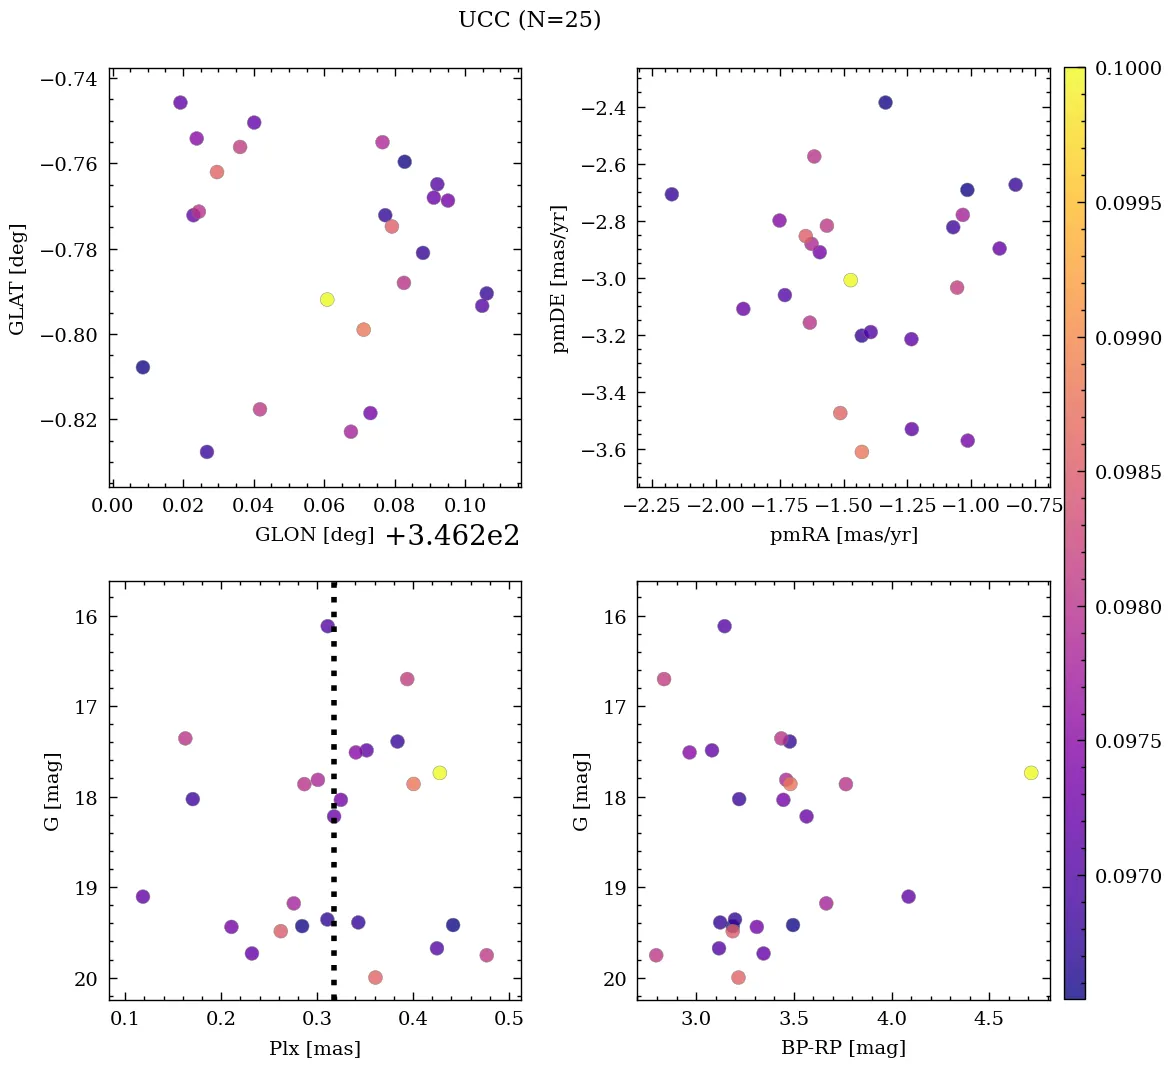 UCC (N=25)
−0.74
−0.76
−0.78
−0.80
−0.82
GLAT [deg]
0.00 0.02 0.04 0.06 0.08 0.10
GLON [deg] +3.462e2
−2.4
−2.6
−2.8
−3.0
−3.2
−3.4
−3.6
pmDE [mas/yr]
−2.25 −2.00 −1.75 −1.50 −1.25 −1.00 −0.75
pmRA [mas/yr]
16
17
18
19
20
G [mag]
0.1 0.2 0.3 0.4 0.5
Plx [mas]
16
17
18
19
20
G [mag]
3.0 3.5 4.0 4.5
BP-RP [mag]
0.1000
0.0995
0.0990
0.0985
0.0980
0.0975
0.0970